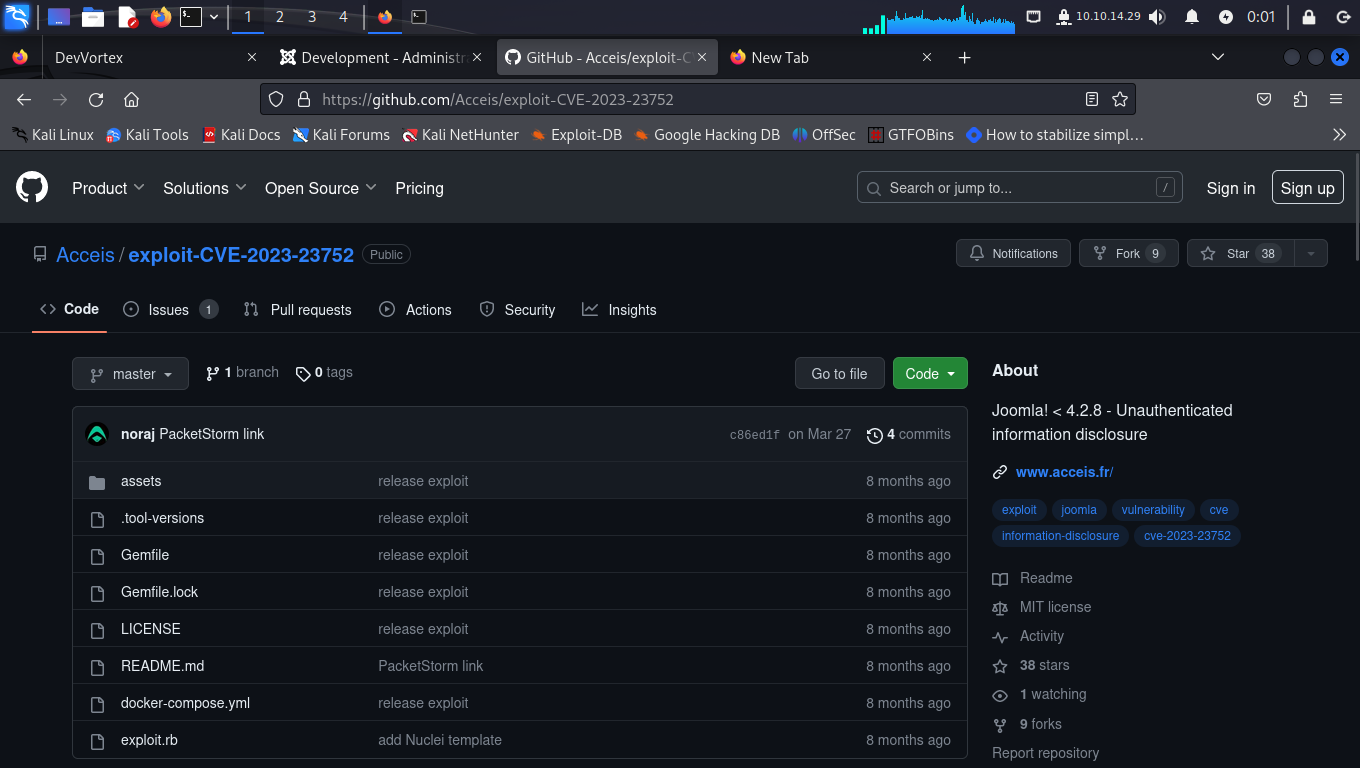 1 2 3 4 10.10.14.29 0:01
DevVortex Development - Administra GitHub - Acceis/exploit-C New Tab
https://github.com/Acceis/exploit-CVE-2023-23752
Kali Linux Kali Tools Kali Docs Kali Forums Kali NetHunter Exploit-DB Google Hacking DB OffSec GTFOBins How to stabilize simpl…
Product Solutions Open Source Pricing Search or jump to... / Sign in Sign up
Acceis / exploit-CVE-2023-23752 Public Notifications Fork 9 Star 38
Code Issues 1 Pull requests Actions Security Insights
master 1 branch 0 tags Go to file Code
noraj PacketStorm link c86ed1f on Mar 27 4 commits
assets release exploit 8 months ago
.tool-versions release exploit 8 months ago
Gemfile release exploit 8 months ago
Gemfile.lock release exploit 8 months ago
LICENSE release exploit 8 months ago
README.md PacketStorm link 8 months ago
docker-compose.yml release exploit 8 months ago
exploit.rb add Nuclei template 8 months ago
About
Joomla! < 4.2.8 - Unauthenticated
information disclosure
www.acceis.fr/
exploit joomla vulnerability cve
information-disclosure cve-2023-23752
Readme
MIT license
Activity
38 stars
1 watching
9 forks
Report repository